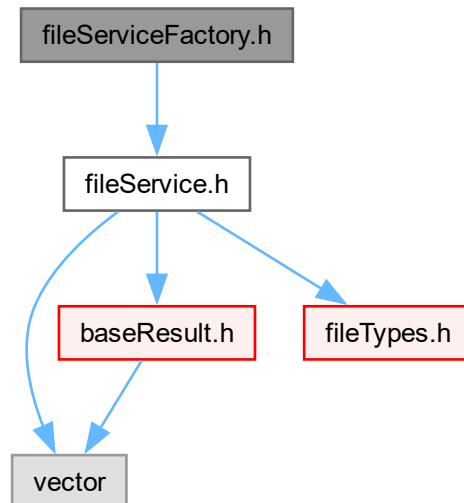 fileServiceFactory.h
fileService.h
baseResult.h
fileTypes.h
vector